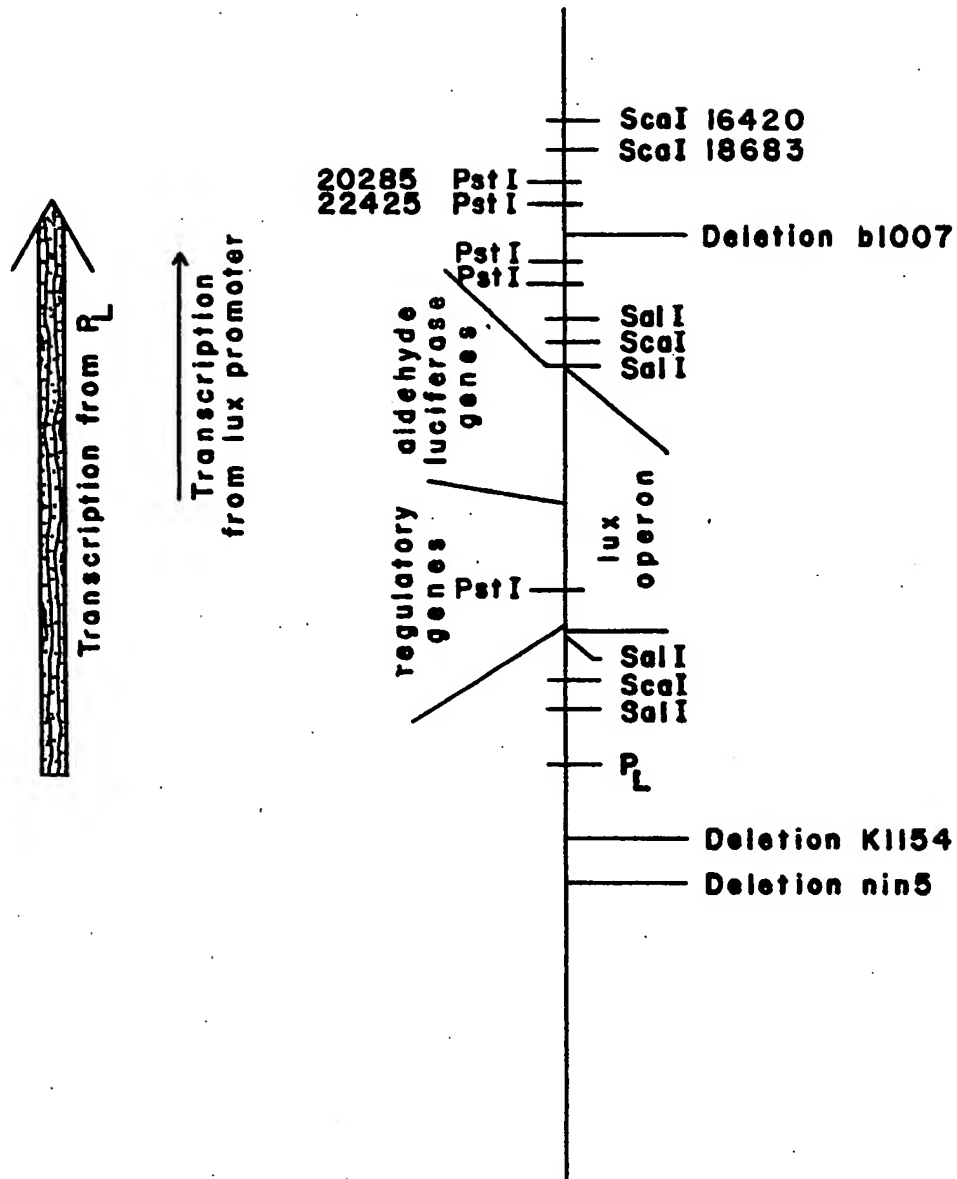 ScaI 16420
ScaI 18683
20285 PstI
22425 PstI
Deletion b1007
PstI
PstI
SalI
ScaI
SalI
aldehyde
luciferase
genes
lux
operon
regulatory
genes
PstI
SalI
ScaI
SalI
PL
Deletion K1154
Deletion nin5
Transcription from PL
Transcription
from lux promoter